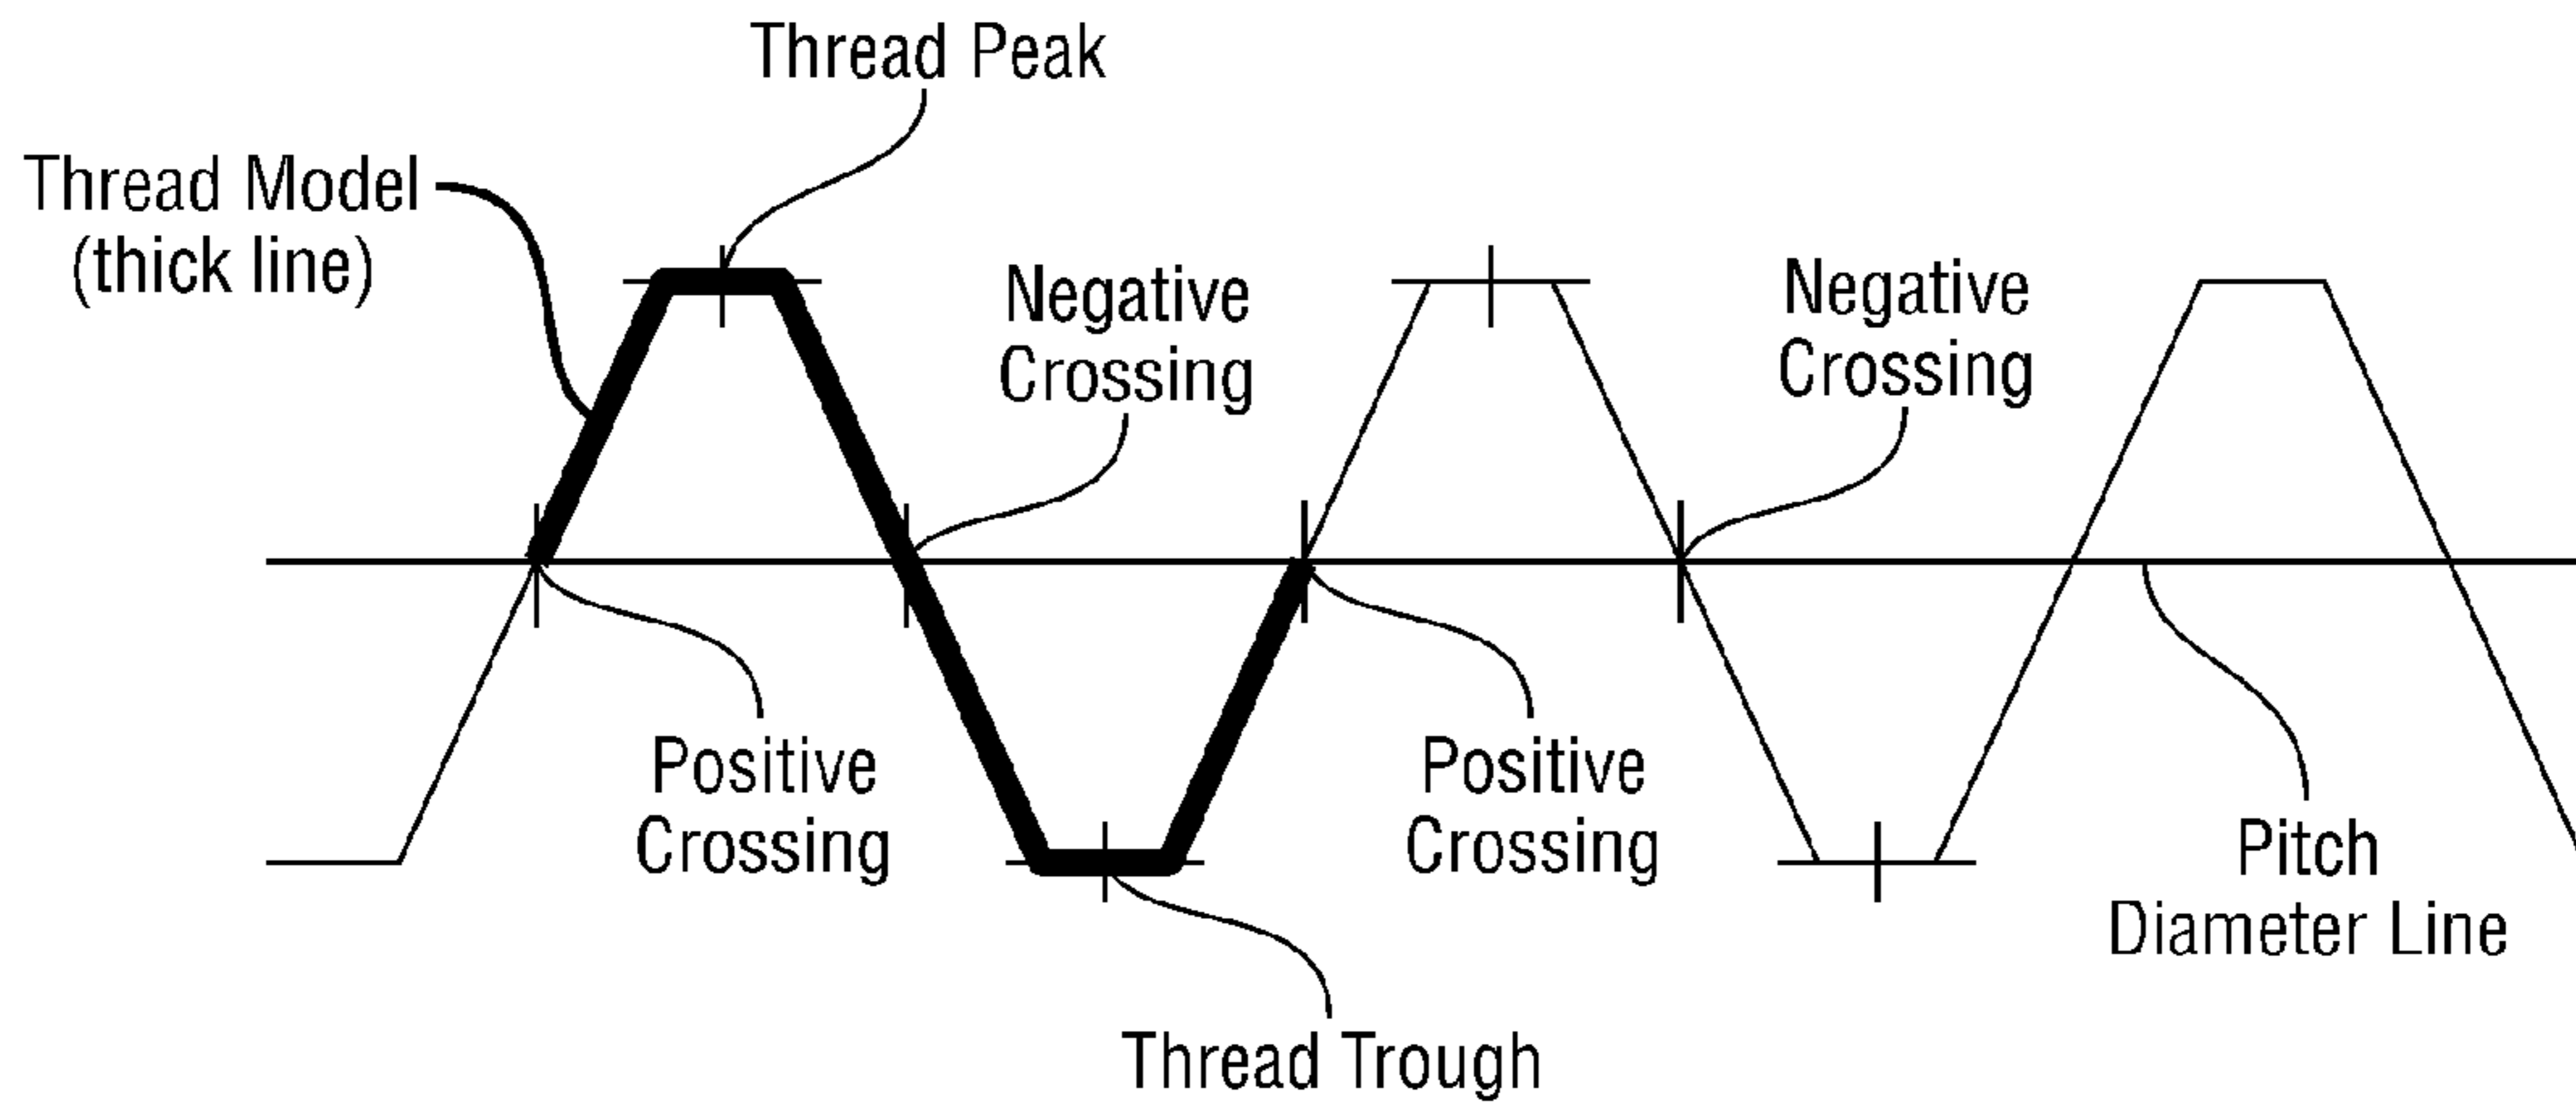 Thread Peak
Thread Model
(thick line)
Negative
Crossing
Negative
Crossing
Positive
Crossing
Positive
Crossing
Pitch
Diameter Line
Thread Trough